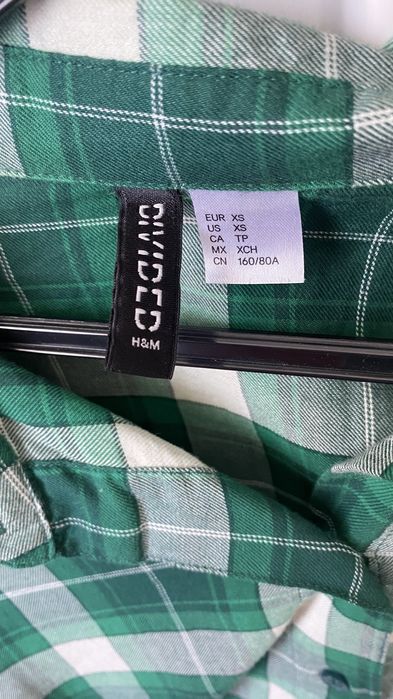 DIVIDED
H&M
EUR XS
US XS
CA TP
MX XCH
CN 160/80A